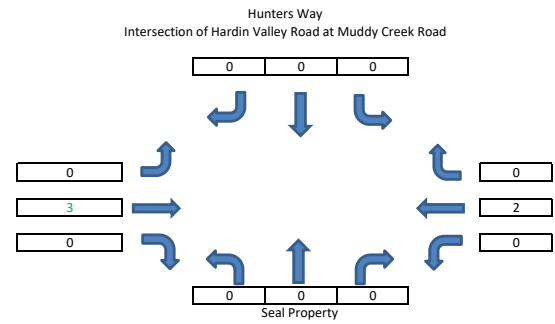 Hunters Way
Intersection of Hardin Valley Road at Muddy Creek Road
0 0 0
0 0
3 2
0 0
0 0 0
Seal Property